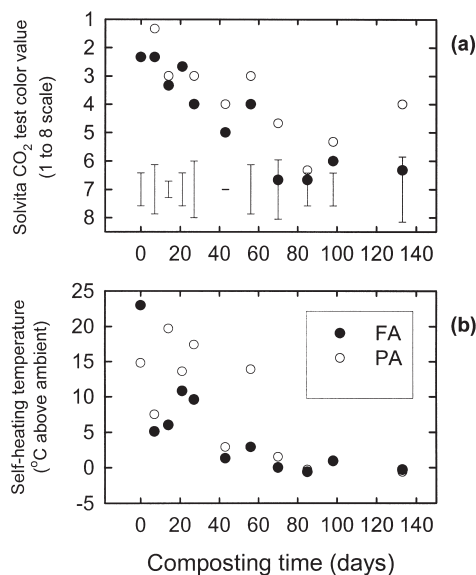 (a)
Solvita CO₂ test color value
(1 to 8 scale)
1
2
3
4
5
6
7
8
0 20 40 60 80 100 120 140
(b)
Self-heating temperature
(°C above ambient)
25
20
15
10
5
0
-5
FA
PA
0 20 40 60 80 100 120 140
Composting time (days)